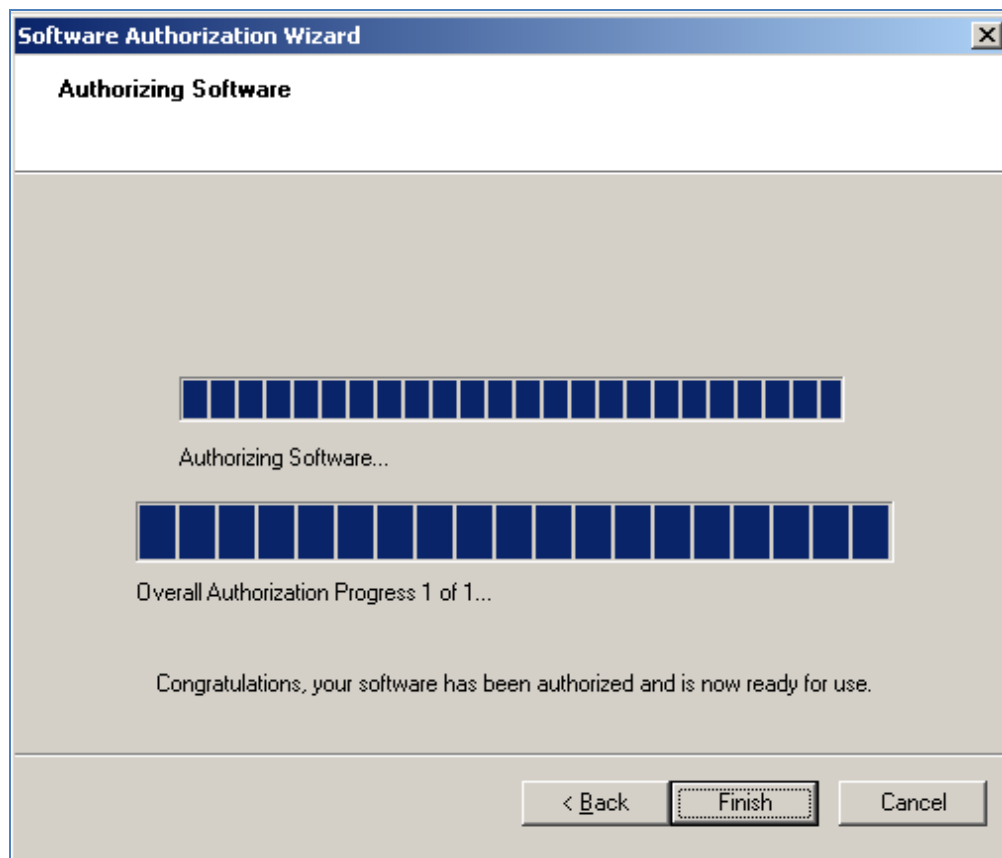 Software Authorization Wizard
Authorizing Software
Authorizing Software...
Overall Authorization Progress 1 of 1...
Congratulations, your software has been authorized and is now ready for use.
< Back Finish Cancel